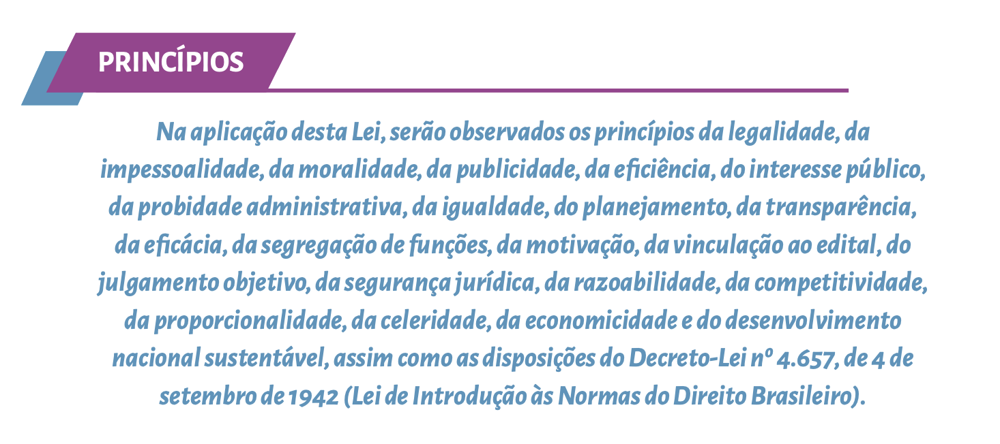 PRINCÍPIOS
Na aplicação desta Lei, serão observados os princípios da legalidade, da
impessoalidade, da moralidade, da publicidade, da eficiência, do interesse público,
da probidade administrativa, da igualdade, do planejamento, da transparência,
da eficácia, da segregação de funções, da motivação, da vinculação ao edital, do
julgamento objetivo, da segurança jurídica, da razoabilidade, da competitividade,
da proporcionalidade, da celeridade, da economicidade e do desenvolvimento
nacional sustentável, assim como as disposições do Decreto-Lei nº 4.657, de 4 de
setembro de 1942 (Lei de Introdução às Normas do Direito Brasileiro).